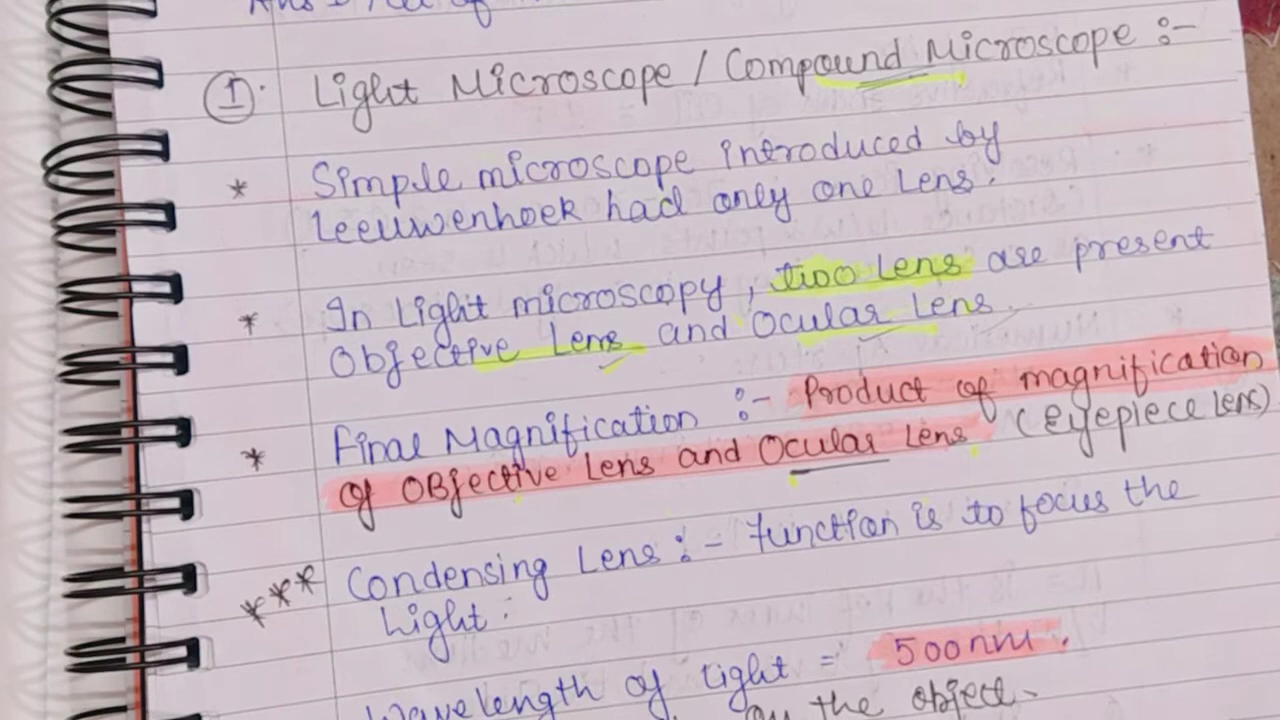 ① Light Microscope / Compound Microscope :-
* Simple microscope introduced by
Leeuwenhoek had only one Lens.
* In Light microscopy, two Lens are present
Objective Lens and Ocular Lens.
* Final Magnification :- Product of magnification
of Objective Lens and Ocular Lens (Eyepiece Lens)
*** Condensing Lens :- function is to focus the
Light.
Wavelength of Light = 500nm.
the object.